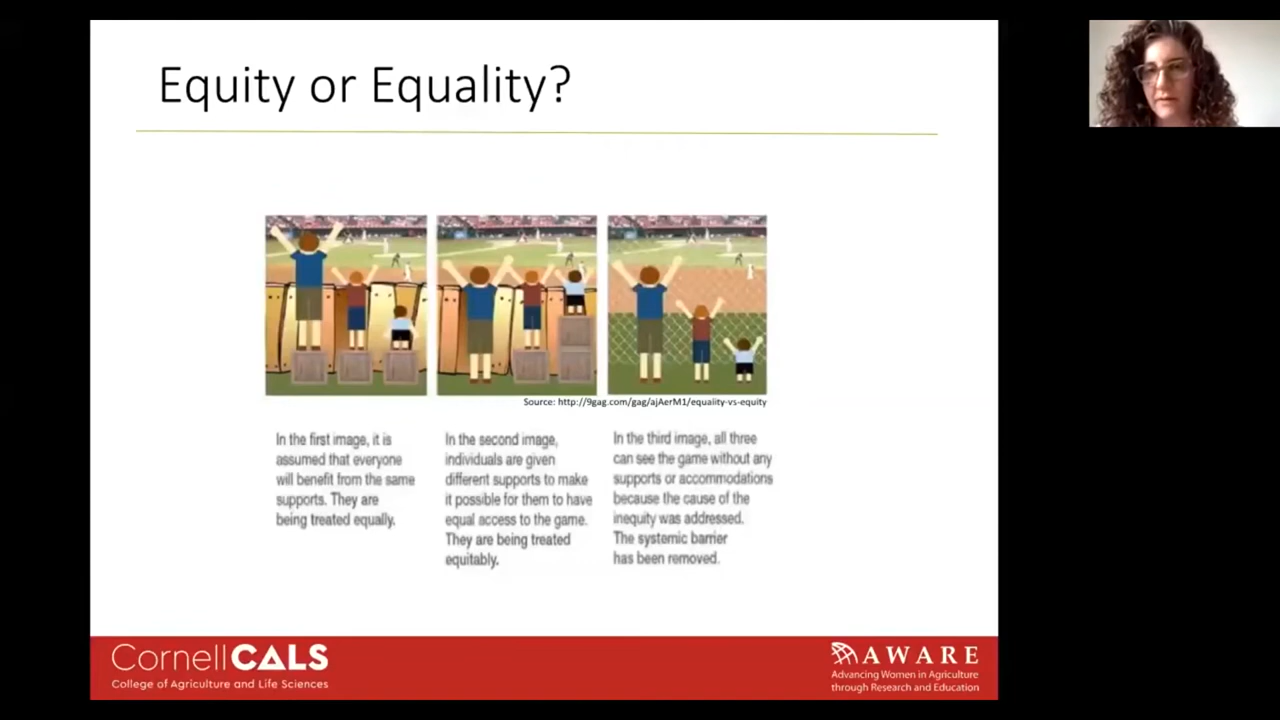 Equity or Equality?
Source: http://9gag.com/gag/ajAerM1/equality-vs-equity
In the first image, it is
assumed that everyone
will benefit from the same
supports. They are
being treated equally.
In the second image,
individuals are given
different supports to make
it possible for them to have
equal access to the game.
They are being treated
equitably.
In the third image, all three
can see the game without any
supports or accommodations
because the cause of the
inequity was addressed.
The systemic barrier
has been removed.
CornellCALS
College of Agriculture and Life Sciences
AWARE
Advancing Women in Agriculture
through Research and Education